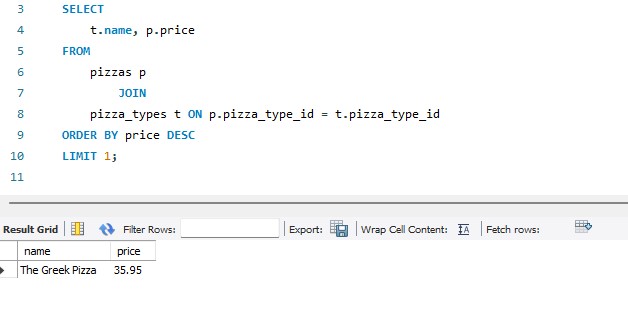 3 SELECT
4 t.name, p.price
5 FROM
6 pizzas p
7 JOIN
8 pizza_types t ON p.pizza_type_id = t.pizza_type_id
9 ORDER BY price DESC
10 LIMIT 1;
11
Result Grid Filter Rows: Export: Wrap Cell Content: IA Fetch rows:
name price
The Greek Pizza 35.95